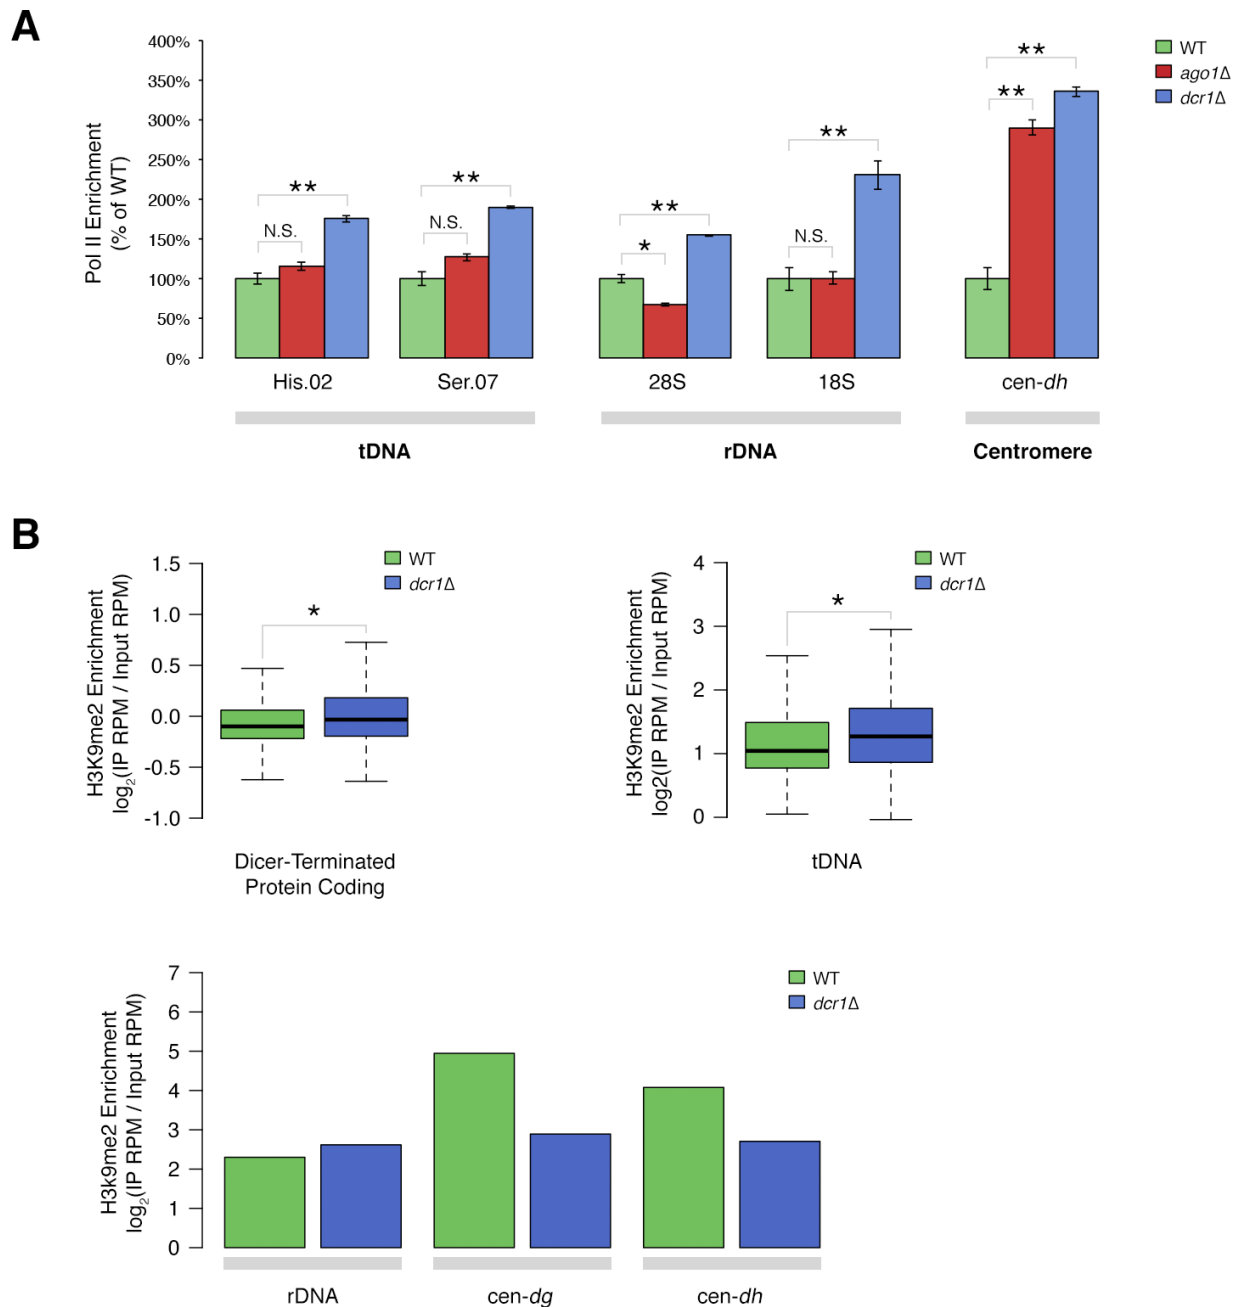 A
400%
350%
300%
250%
200%
150%
100%
50%
0%
Pol II Enrichment
(% of WT)
**
N.S.
**
N.S.
**
*
**
N.S.
**
**
WT
ago1Δ
dcr1Δ
His.02
Ser.07
28S
18S
cen-dh
tDNA
rDNA
Centromere
B
1.5
1.0
0.5
0.0
-0.5
-1.0
H3K9me2 Enrichment
log₂(IP RPM / Input RPM)
WT
dcr1Δ
*
Dicer-Terminated
Protein Coding
4
3
2
1
0
H3K9me2 Enrichment
log2(IP RPM / Input RPM)
WT
dcr1Δ
*
tDNA
7
6
5
4
3
2
1
0
H3k9me2 Enrichment
log₂(IP RPM / Input RPM)
WT
dcr1Δ
rDNA
cen-dg
cen-dh